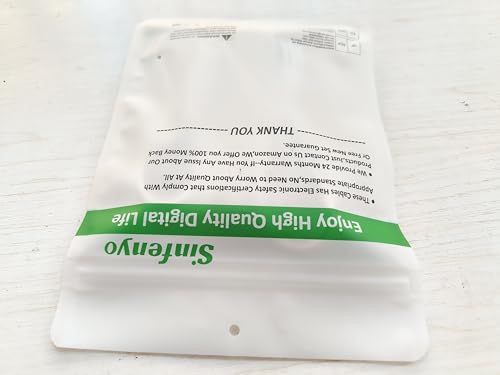 Sinfenyo
Enjoy High Quality Digital Life
• These Cables Has Electronic Safety Certifications that Comply With
Appropriate Standards,No Need to Worry About Quality At All.
• We Provide 24 Months Warranty--If-You Have Any Issue About Our
Products,Just Contact Us on Amazon,We Offer you 100% Money Back
Or Free New Set Guarantee.
THANK YOU